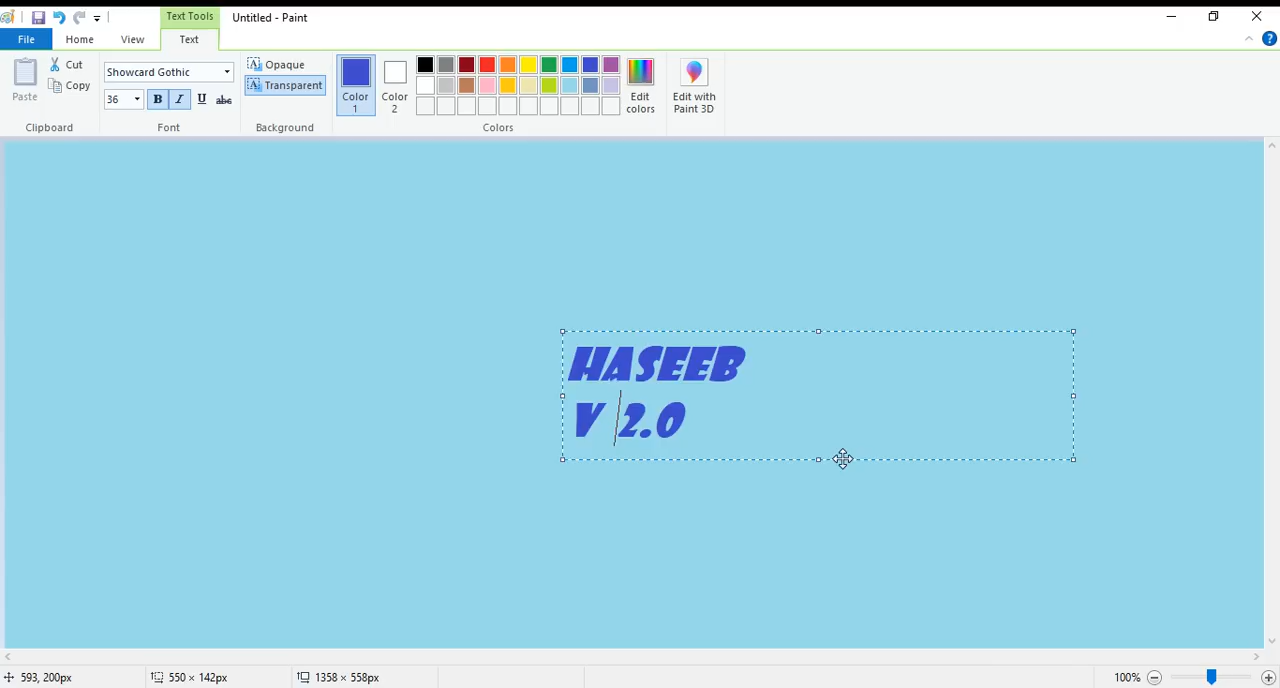 Text Tools
Untitled - Paint
File
Home
View
Text
Paste
Cut
Copy
Clipboard
Showcard Gothic
36
B
I
U
abc
Font
Opaque
Transparent
Background
Color
1
Color
2
Edit
colors
Colors
Edit with
Paint 3D
HASEEB
V 2.0
593, 200px
550 × 142px
1358 × 558px
100%